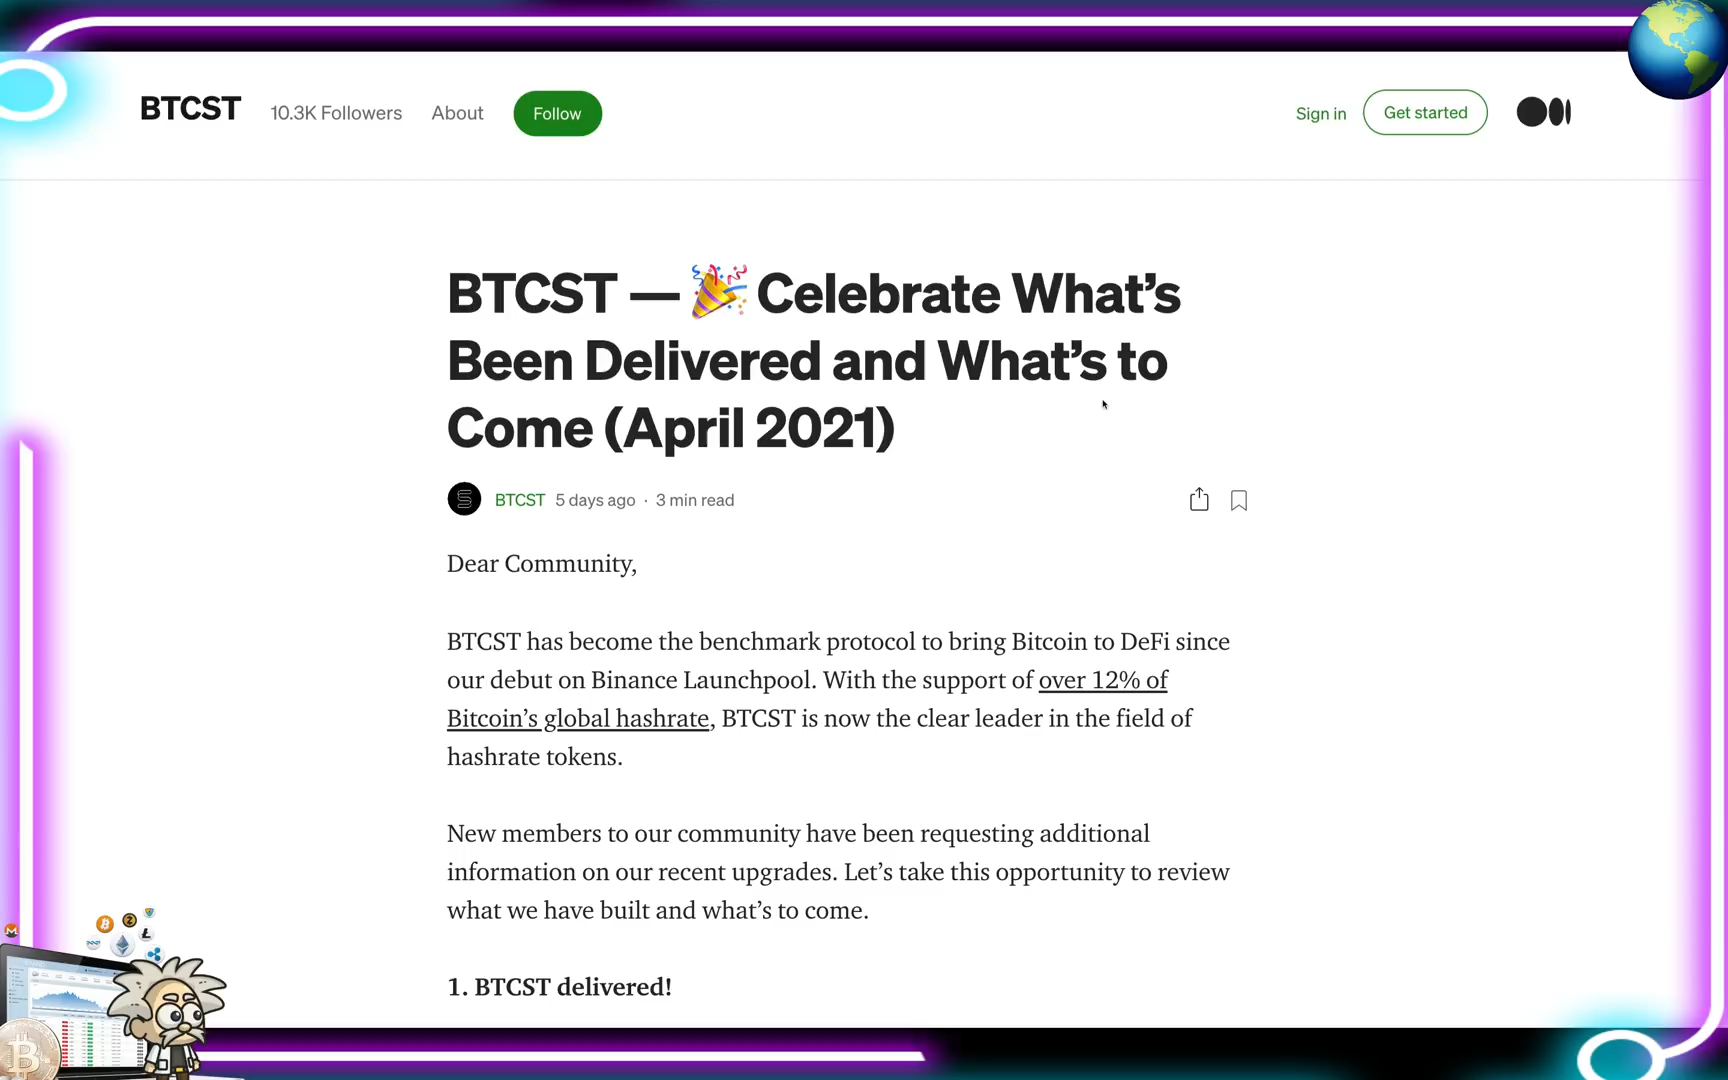 BTCST 10.3K Followers About Follow Sign in Get started
BTCST — 🎉 Celebrate What’s
Been Delivered and What’s to
Come (April 2021)
BTCST 5 days ago · 3 min read
Dear Community,
BTCST has become the benchmark protocol to bring Bitcoin to DeFi since
our debut on Binance Launchpool. With the support of over 12% of
Bitcoin’s global hashrate, BTCST is now the clear leader in the field of
hashrate tokens.
New members to our community have been requesting additional
information on our recent upgrades. Let’s take this opportunity to review
what we have built and what’s to come.
1. BTCST delivered!